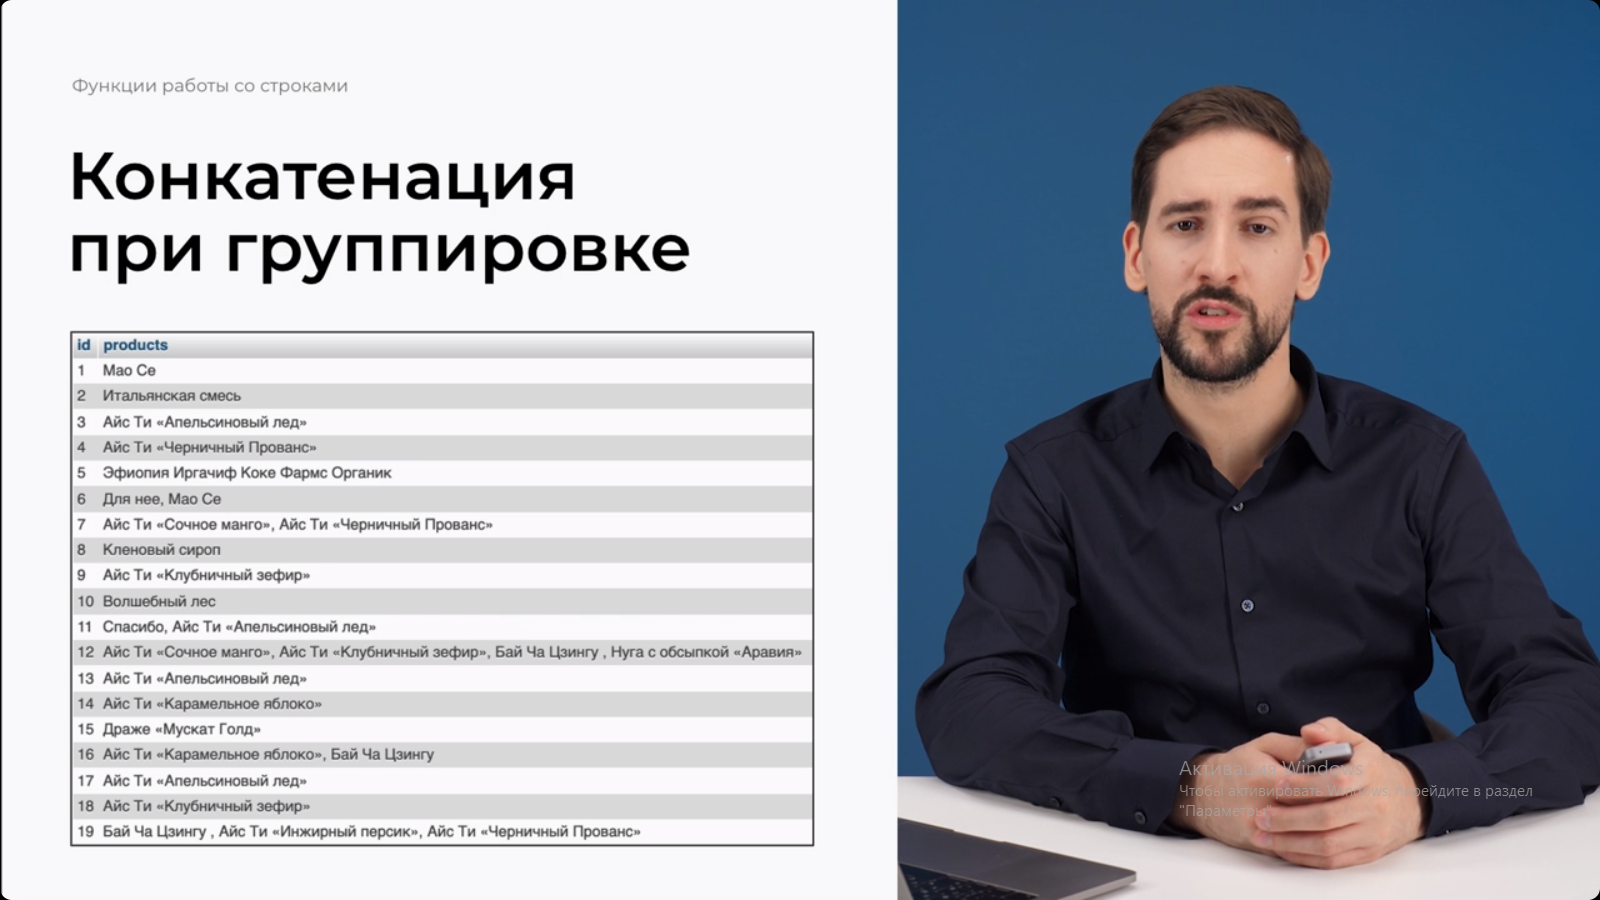 Функции работы со строками
Конкатенация
при группировке
id products
1 Мао Се
2 Итальянская смесь
3 Айс Ти «Апельсиновый лед»
4 Айс Ти «Черничный Прованс»
5 Эфиопия Иргачиф Коке Фармс Органик
6 Для нее, Мао Се
7 Айс Ти «Сочное манго», Айс Ти «Черничный Прованс»
8 Кленовый сироп
9 Айс Ти «Клубничный зефир»
10 Волшебный лес
11 Спасибо, Айс Ти «Апельсиновый лед»
12 Айс Ти «Сочное манго», Айс Ти «Клубничный зефир», Бай Ча Цзингу , Нуга с обсыпкой «Аравия»
13 Айс Ти «Апельсиновый лед»
14 Айс Ти «Карамельное яблоко»
15 Драже «Мускат Голд»
16 Айс Ти «Карамельное яблоко», Бай Ча Цзингу
17 Айс Ти «Апельсиновый лед»
18 Айс Ти «Клубничный зефир»
19 Бай Ча Цзингу , Айс Ти «Инжирный персик», Айс Ти «Черничный Прованс»
Активация Windows
Чтобы активировать Windows, перейдите в раздел
"Параметры".